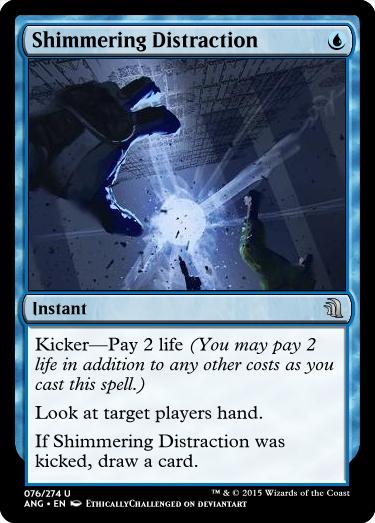 Shimmering Distraction
Instant
Kicker—Pay 2 life (You may pay 2
life in addition to any other costs as you
cast this spell.)
Look at target players hand.
If Shimmering Distraction was
kicked, draw a card.
076/274 U
ANG • EN EthicallyChallenged on deviantart
™ & © 2015 Wizards of the Coast